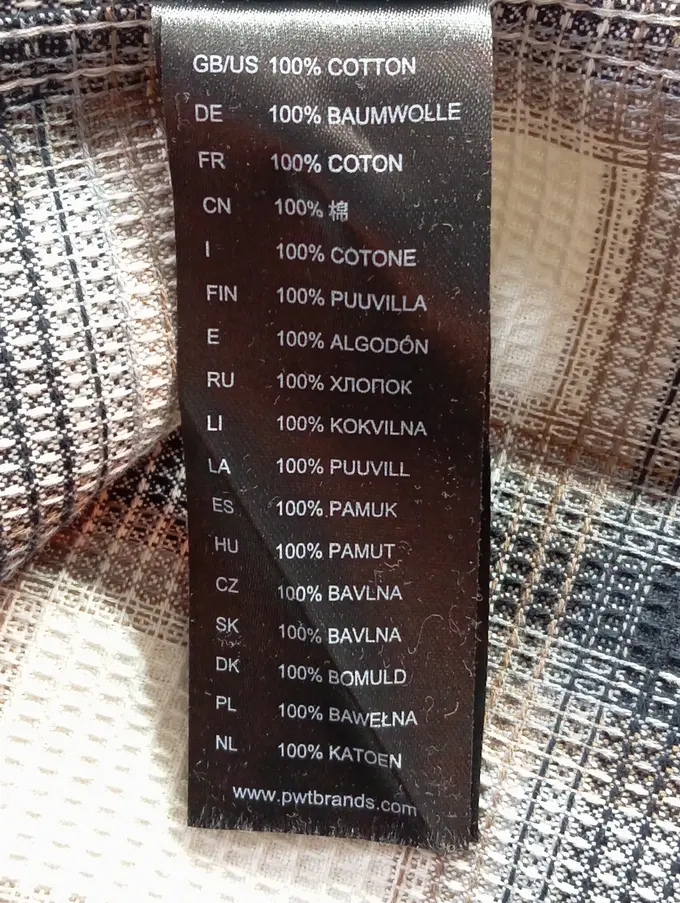 GB/US 100% COTTON
DE 100% BAUMWOLLE
FR 100% COTON
CN 100% 棉
I 100% COTONE
FIN 100% PUUVILLA
E 100% ALGODÓN
RU 100% ХЛОПОК
LI 100% KOKVILNA
LA 100% PUUVILL
ES 100% PAMUK
HU 100% PAMUT
CZ 100% BAVLNA
SK 100% BAVLNA
DK 100% BOMULD
PL 100% BAWEŁNA
NL 100% KATOEN
www.pwtbrands.com